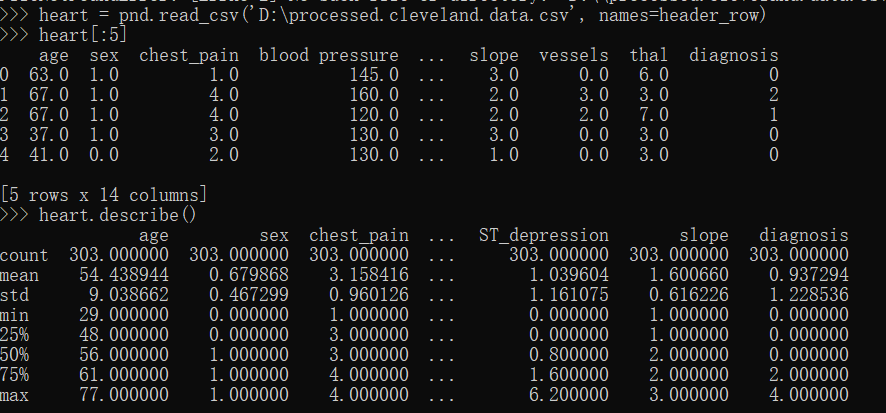 >>> heart = pnd.read_csv('D:\processed.cleveland.data.csv', names=header_row)
>>> heart[:5]
age sex chest_pain blood pressure ... slope vessels thal diagnosis
0 63.0 1.0 1.0 145.0 ... 3.0 0.0 6.0 0
1 67.0 1.0 4.0 160.0 ... 2.0 3.0 3.0 2
2 67.0 1.0 4.0 120.0 ... 2.0 2.0 7.0 1
3 37.0 1.0 3.0 130.0 ... 3.0 0.0 3.0 0
4 41.0 0.0 2.0 130.0 ... 1.0 0.0 3.0 0
[5 rows x 14 columns]
>>> heart.describe()
age sex chest_pain ... ST_depression slope diagnosis
count 303.000000 303.000000 303.000000 ... 303.000000 303.000000 303.000000
mean 54.438944 0.679868 3.158416 ... 1.039604 1.600660 0.937294
std 9.038662 0.467299 0.960126 ... 1.161075 0.616226 1.228536
min 29.000000 0.000000 1.000000 ... 0.000000 1.000000 0.000000
25% 48.000000 0.000000 3.000000 ... 0.000000 1.000000 0.000000
50% 56.000000 1.000000 3.000000 ... 0.800000 2.000000 0.000000
75% 61.000000 1.000000 4.000000 ... 1.600000 2.000000 2.000000
max 77.000000 1.000000 4.000000 ... 6.200000 3.000000 4.000000